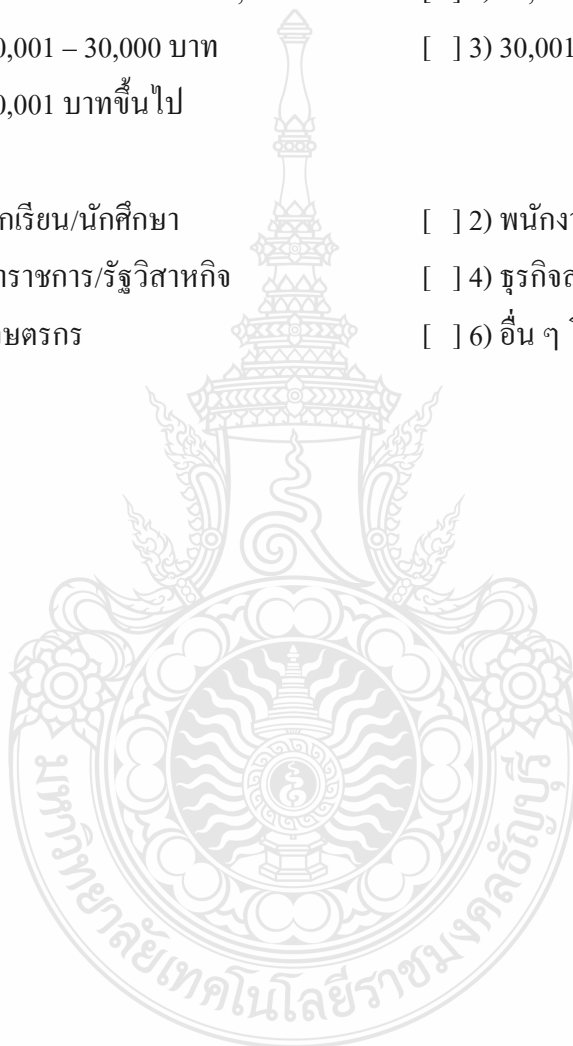 0,001 – 30,000 บาท [ ] 3) 30,001
0,001 บาทขึ้นไป
กเรียน/นักศึกษา [ ] 2) พนักง
าราชการ/รัฐวิสาหกิจ [ ] 4) ธุรกิจส
ษตรกร [ ] 6) อื่น ๆ
มหาวิทยาลัยเทคโนโลยีราชมงคลธัญบุรี